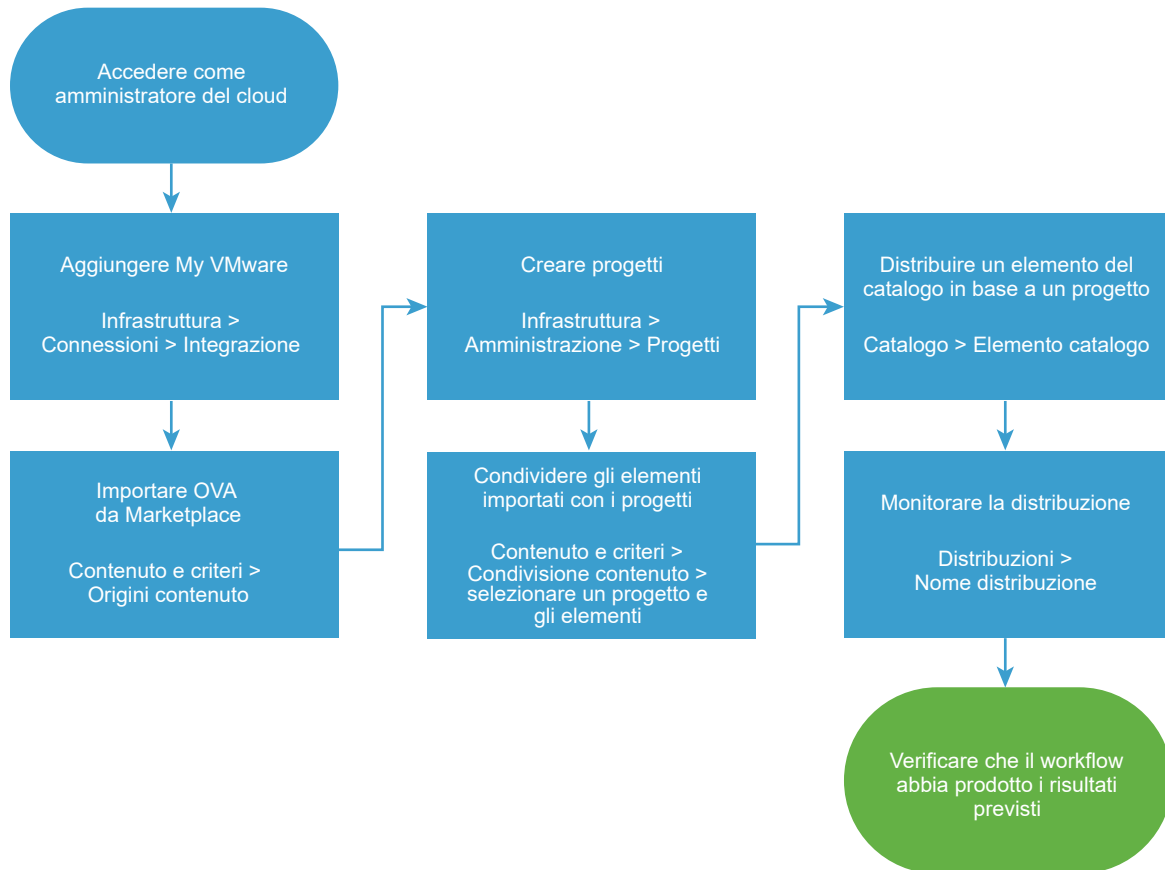 Accedere come
amministratore del cloud
Aggiungere My VMware
Infrastruttura >
Connessioni > Integrazione
Importare OVA
da Marketplace
Contenuto e criteri >
Origini contenuto
Creare progetti
Infrastruttura >
Amministrazione > Progetti
Condividere gli elementi
importati con i progetti
Contenuto e criteri >
Condivisione contenuto >
selezionare un progetto e
gli elementi
Distribuire un elemento del
catalogo in base a un progetto
Catalogo > Elemento catalogo
Monitorare la distribuzione
Distribuzioni >
Nome distribuzione
Verificare che il workflow
abbia prodotto i risultati
previsti